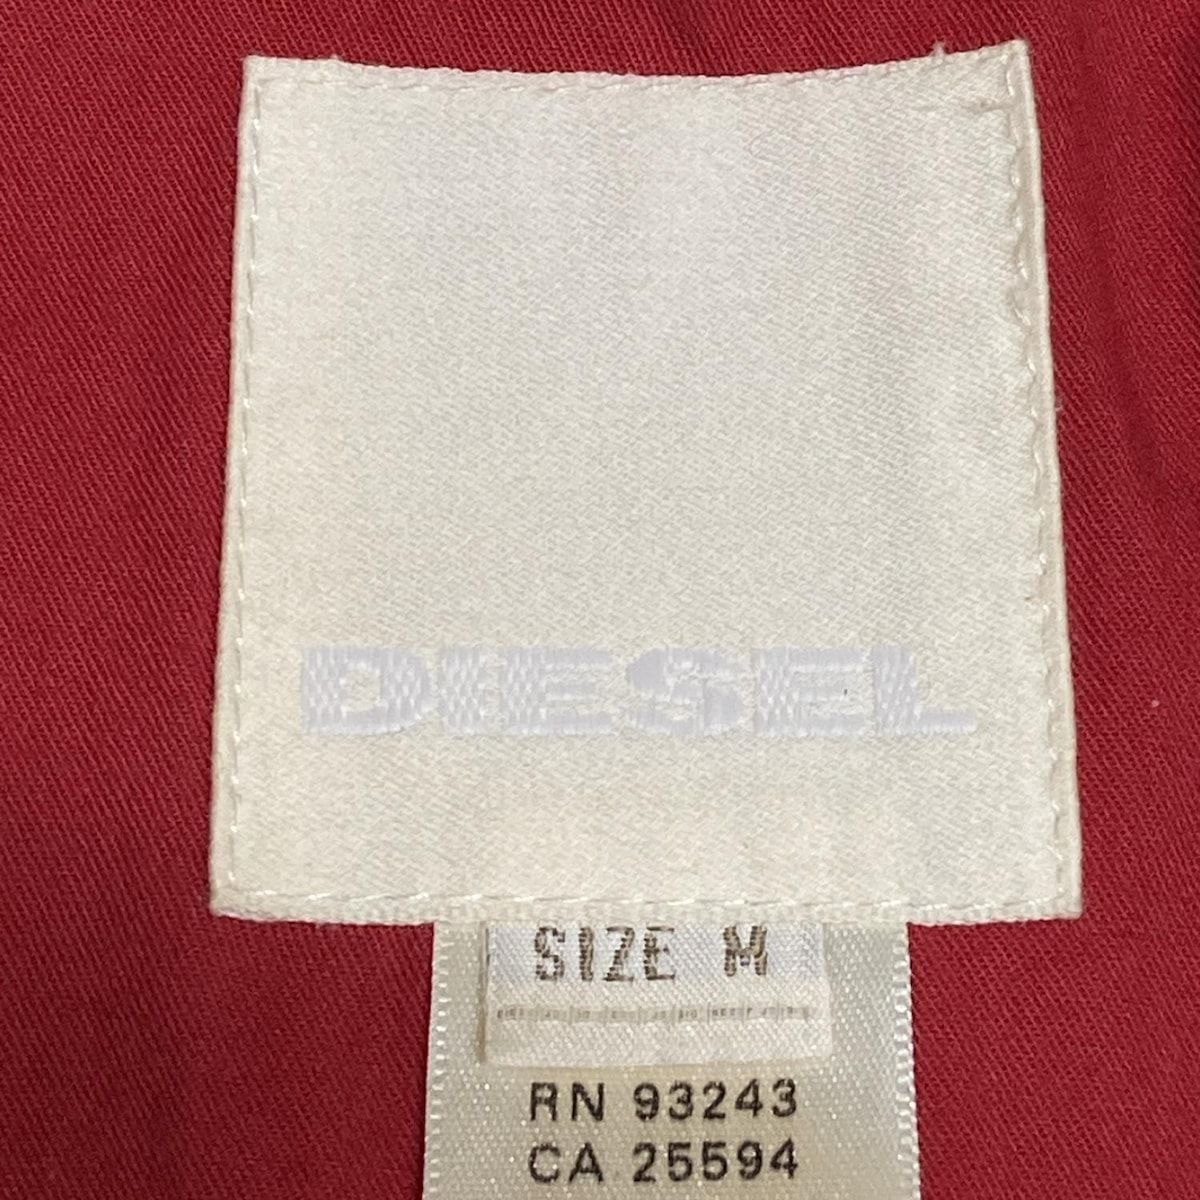 DIESEL
SIZE M
RN 93243
CA 25594